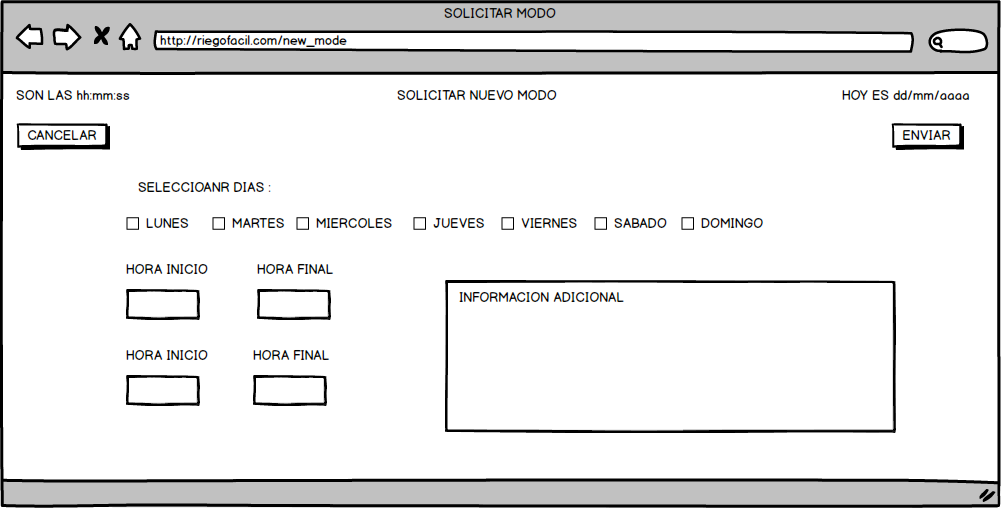 SOLICITAR MODO
http://riegofacil.com/new_mode
SON LAS hh:mm:ss
SOLICITAR NUEVO MODO
HOY ES dd/mm/aaaa
CANCELAR
ENVIAR
SELECCIOANR DIAS :
LUNES MARTES MIERCOLES JUEVES VIERNES SABADO DOMINGO
HORA INICIO HORA FINAL
INFORMACION ADICIONAL
HORA INICIO HORA FINAL